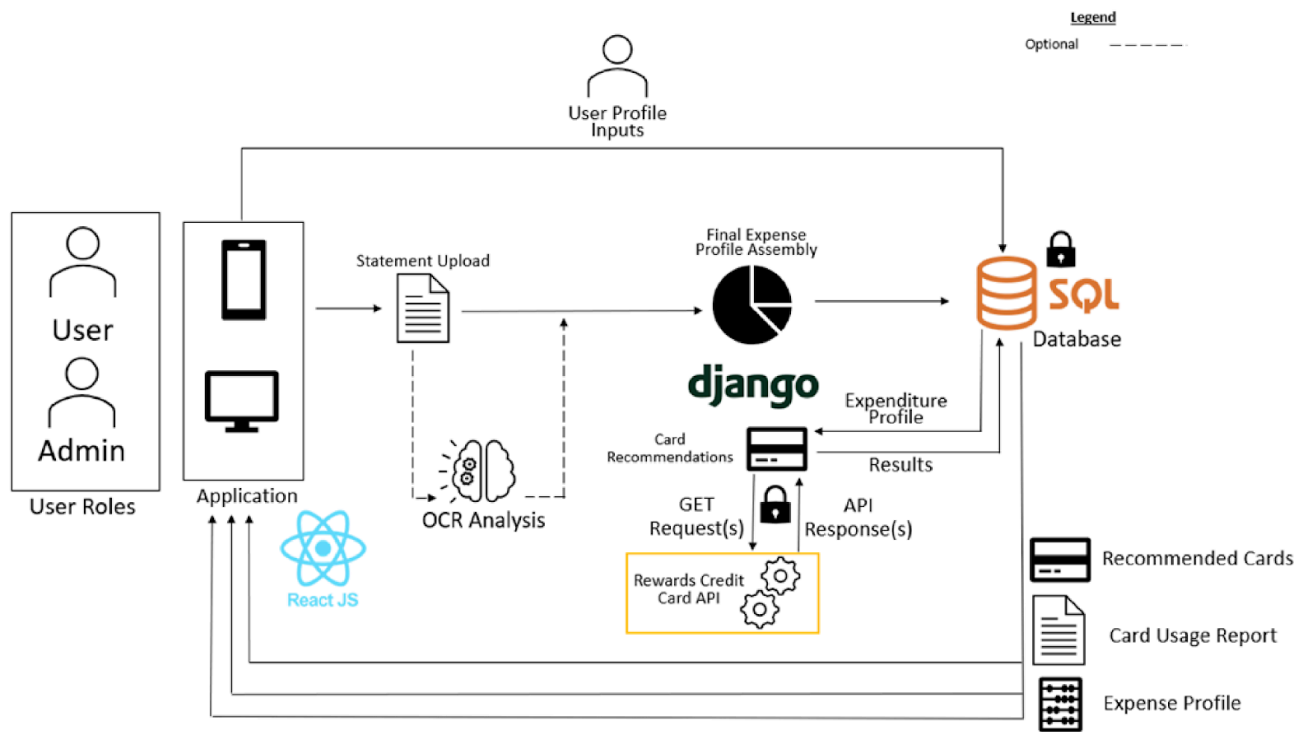 Legend
Optional
User Profile
Inputs
User
Admin
User Roles
Application
React JS
Statement Upload
OCR Analysis
Final Expense
Profile Assembly
django
SQL
Database
Expenditure
Profile
Card
Recommendations
Results
GET
Request(s)
API
Response(s)
Rewards Credit
Card API
Recommended Cards
Card Usage Report
Expense Profile